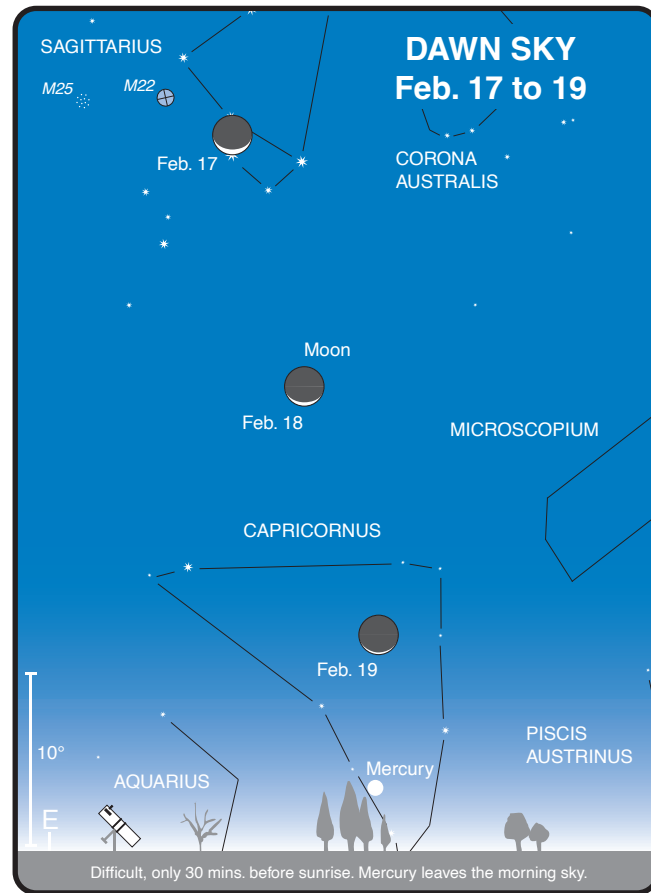 SAGITTARIUS
DAWN SKY
Feb. 17 to 19
M25
M22
Feb. 17
CORONA
AUSTRALIS
Moon
Feb. 18
MICROSCOPIUM
CAPRICORNUS
Feb. 19
10°
PISCIS
AUSTRINUS
Mercury
AQUARIUS
E
Difficult, only 30 mins. before sunrise. Mercury leaves the morning sky.